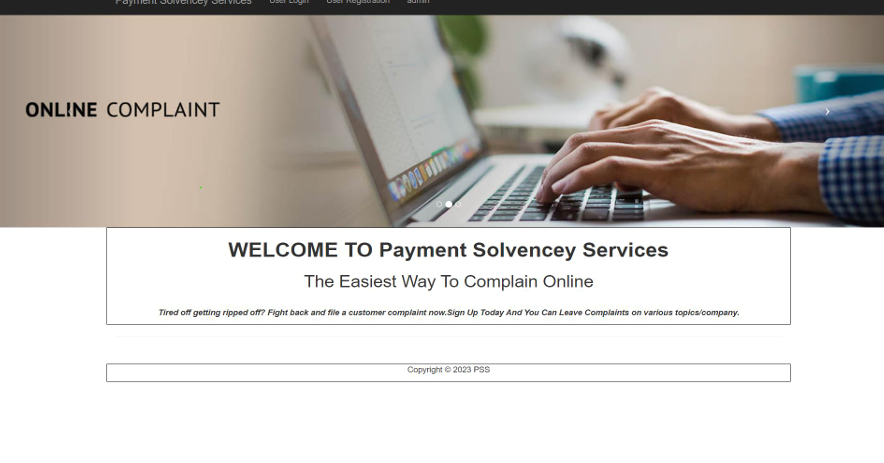 Payment Solvencey Services User Login User Registration admin
ONLINE COMPLAINT
WELCOME TO Payment Solvencey Services
The Easiest Way To Complain Online
Tired off getting ripped off? Fight back and file a customer complaint now.Sign Up Today And You Can Leave Complaints on various topics/company.
Copyright © 2023 PSS